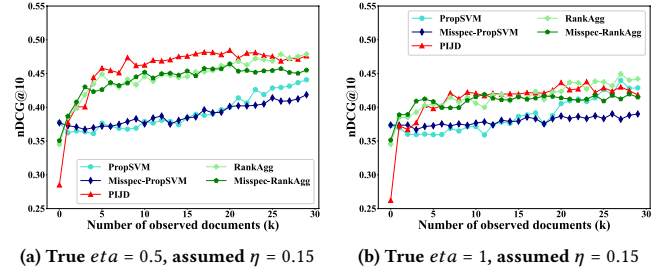 0.55
0.50
0.45
0.40
0.35
0.30
0.25
nDCG@10
0 5 10 15 20 25 30
Number of observed documents (k)
PropSVM
Misspec-PropSVM
PIJD
RankAgg
Misspec-RankAgg
(a) True eta = 0.5, assumed η = 0.15
PropSVM
Misspec-PropSVM
PIJD
RankAgg
Misspec-RankAgg
0.55
0.50
0.45
0.40
0.35
0.30
0.25
nDCG@10
0 5 10 15 20 25 30
Number of observed documents (k)
(b) True eta = 1, assumed η = 0.15